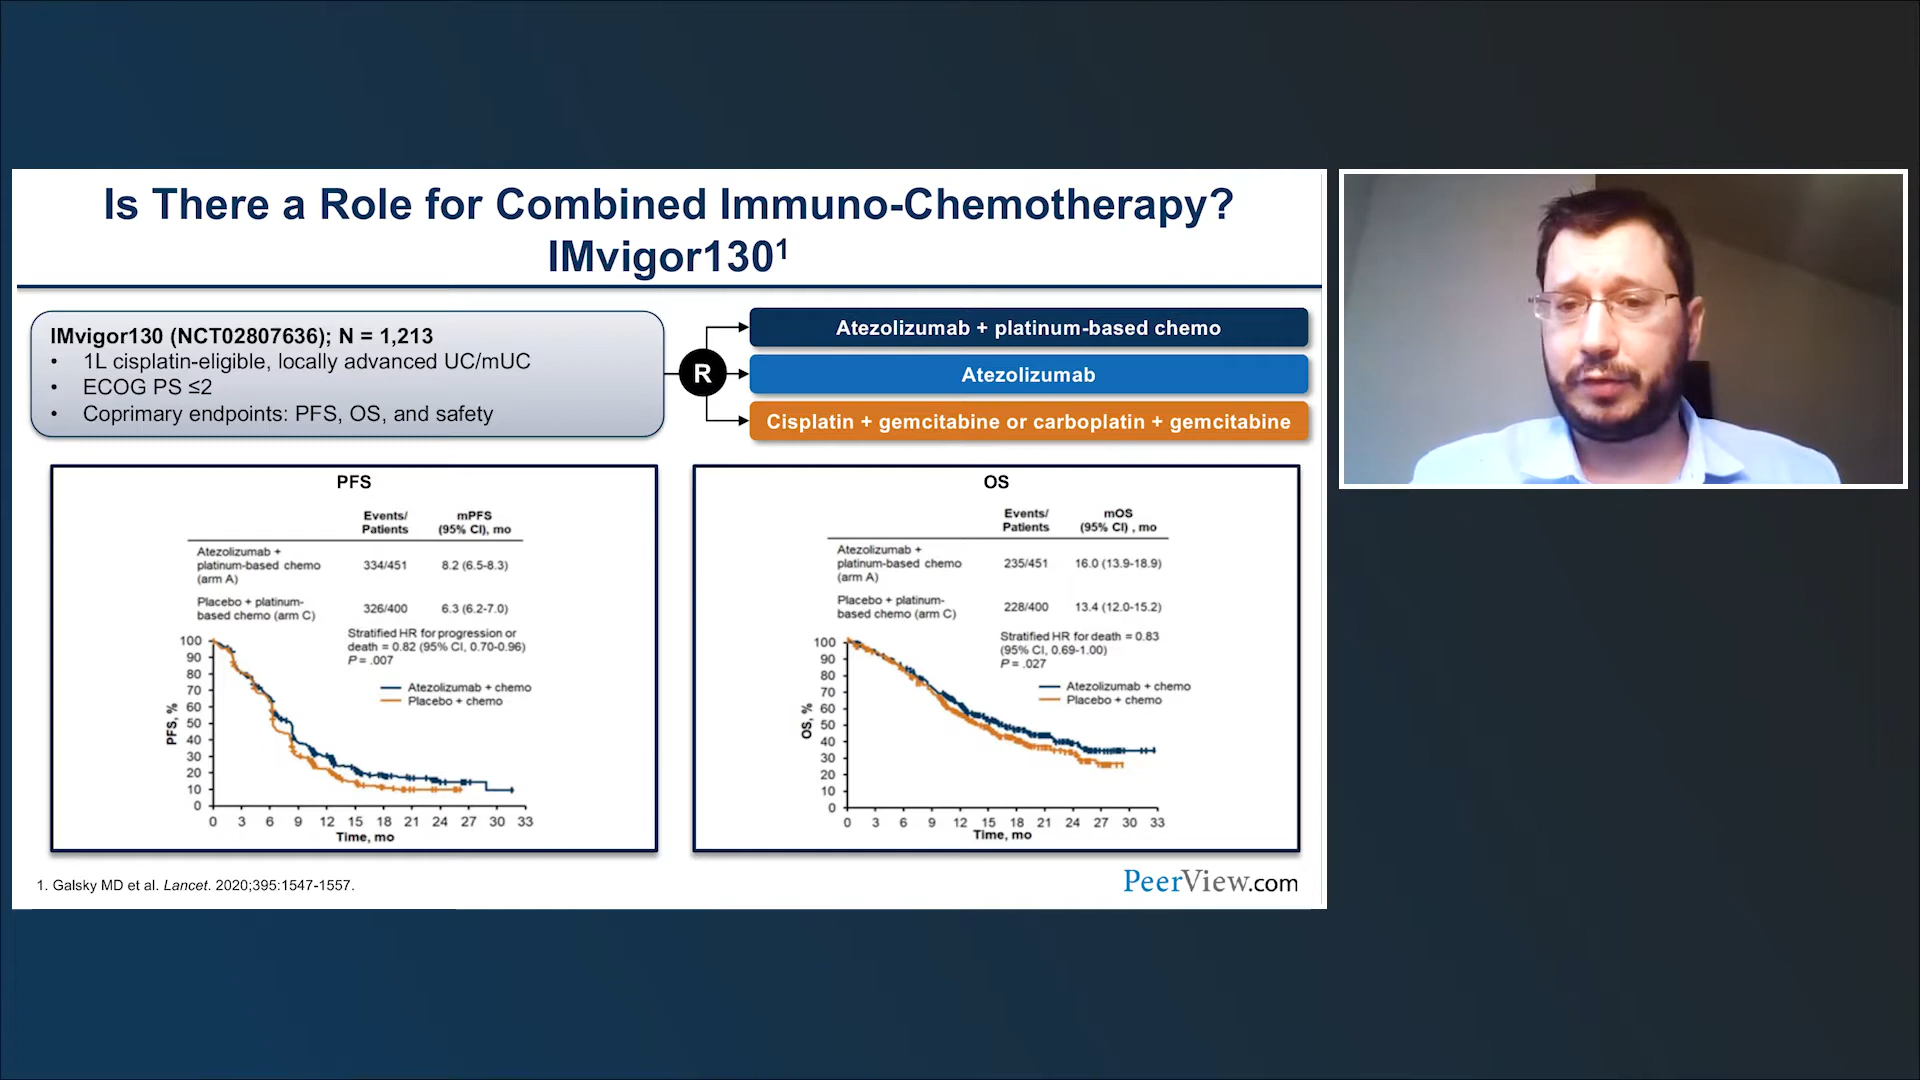 Is There a Role for Combined Immuno-Chemotherapy?
IMvigor130¹
IMvigor130 (NCT02807636); N = 1,213
• 1L cisplatin-eligible, locally advanced UC/mUC
• ECOG PS ≤2
• Coprimary endpoints: PFS, OS, and safety
R
Atezolizumab + platinum-based chemo
Atezolizumab
Cisplatin + gemcitabine or carboplatin + gemcitabine
PFS
Events/ mPFS
Patients (95% CI), mo
Atezolizumab +
platinum-based chemo 334/451 8.2 (6.5-8.3)
(arm A)
Placebo + platinum-
based chemo (arm C) 326/400 6.3 (6.2-7.0)
Stratified HR for progression or
death = 0.82 (95% CI, 0.70-0.96)
P = .007
Atezolizumab + chemo
Placebo + chemo
PFS, %
100
90
80
70
60
50
40
30
20
10
0
0 3 6 9 12 15 18 21 24 27 30 33
Time, mo
OS
Events/ mOS
Patients (95% CI) , mo
Atezolizumab +
platinum-based chemo 235/451 16.0 (13.9-18.9)
(arm A)
Placebo + platinum-
based chemo (arm C) 228/400 13.4 (12.0-15.2)
Stratified HR for death = 0.83
(95% CI, 0.69-1.00)
P = .027
Atezolizumab + chemo
Placebo + chemo
OS, %
100
90
80
70
60
50
40
30
20
10
0
0 3 6 9 12 15 18 21 24 27 30 33
Time, mo
1. Galsky MD et al. Lancet. 2020;395:1547-1557.
PeerView.com